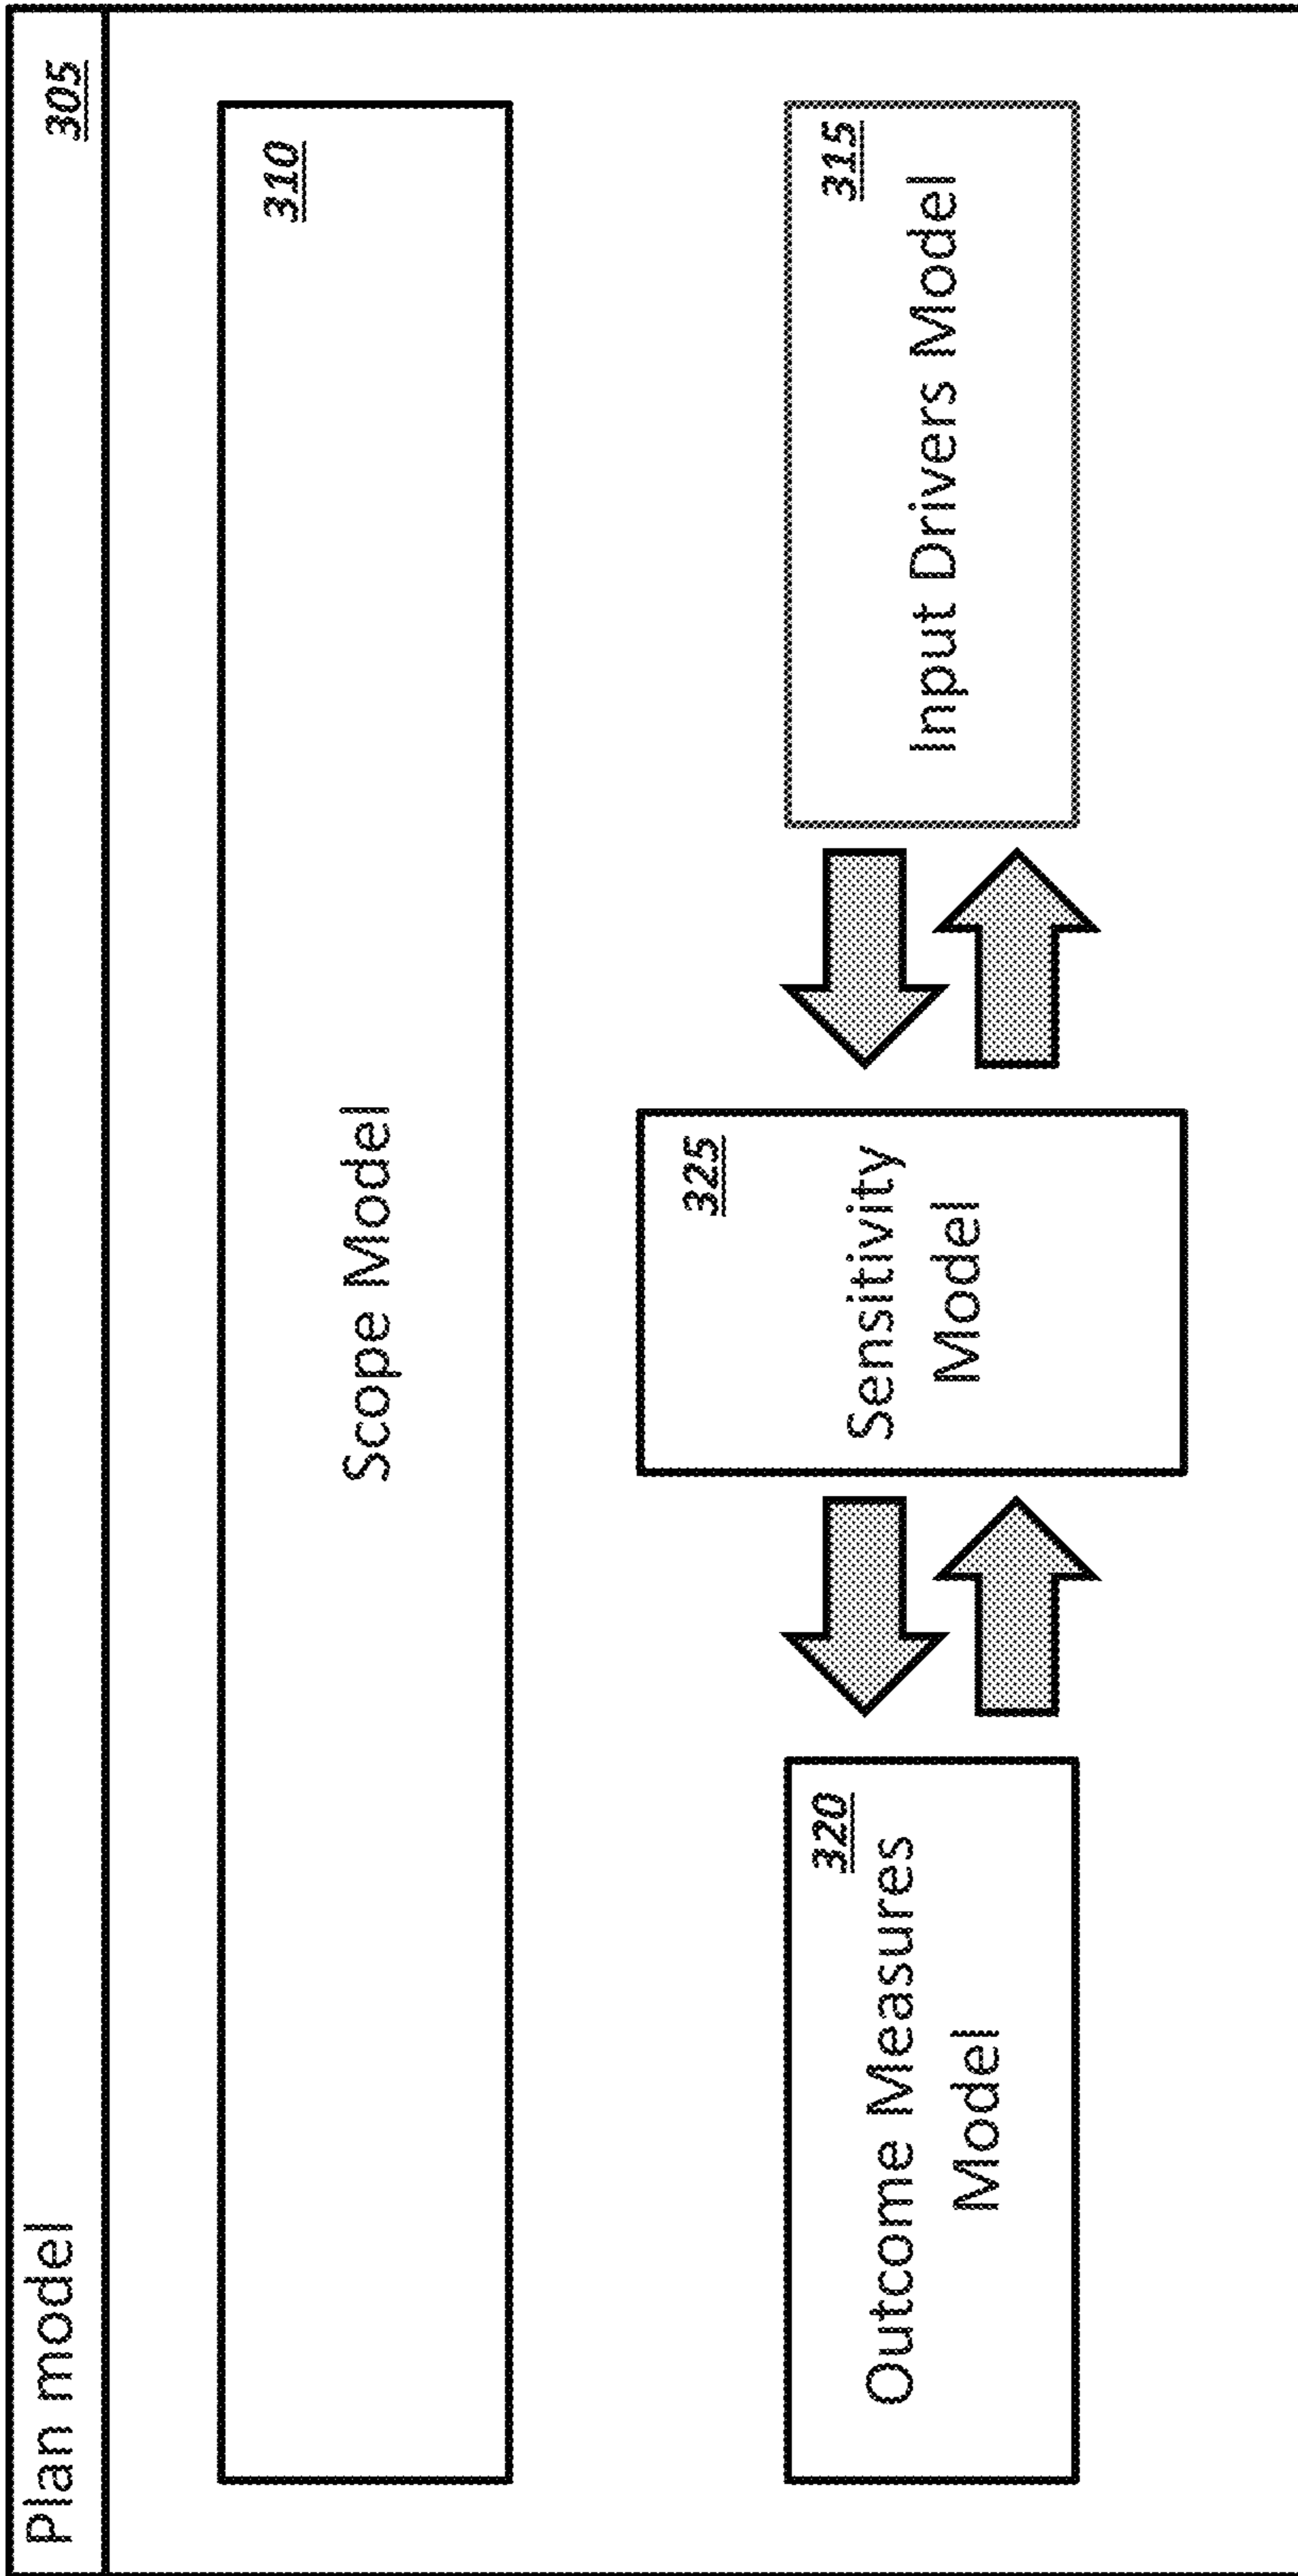 Plan model
305
310
Scope Model
320
Outcome Measures
Model
325
Sensitivity
Model
315
Input Drivers Model